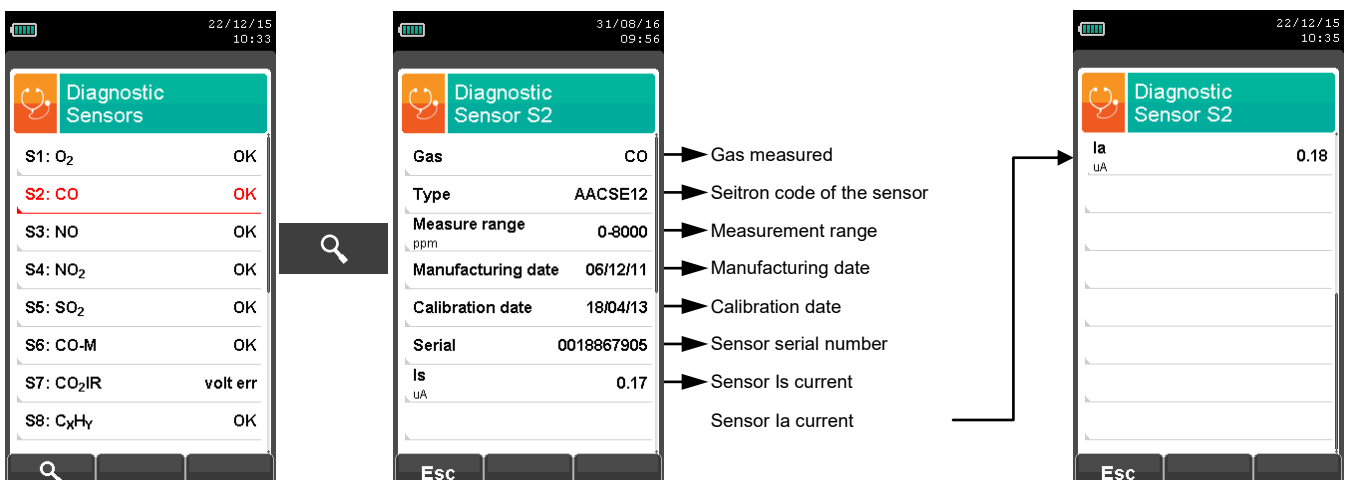 22/12/15
10:33
Diagnostic
Sensors
S1: O₂ OK
S2: CO OK
S3: NO OK
S4: NO₂ OK
S5: SO₂ OK
S6: CO-M OK
S7: CO₂IR volt err
S8: CₓHᵧ OK
31/08/16
09:56
Diagnostic
Sensor S2
Gas CO
Type AACSE12
Measure range 0-8000
ppm
Manufacturing date 06/12/11
Calibration date 18/04/13
Serial 0018867905
Is 0.17
uA
Esc
Gas measured
Seitron code of the sensor
Measurement range
Manufacturing date
Calibration date
Sensor serial number
Sensor Is current
Sensor Ia current
22/12/15
10:35
Diagnostic
Sensor S2
Ia 0.18
uA
Esc